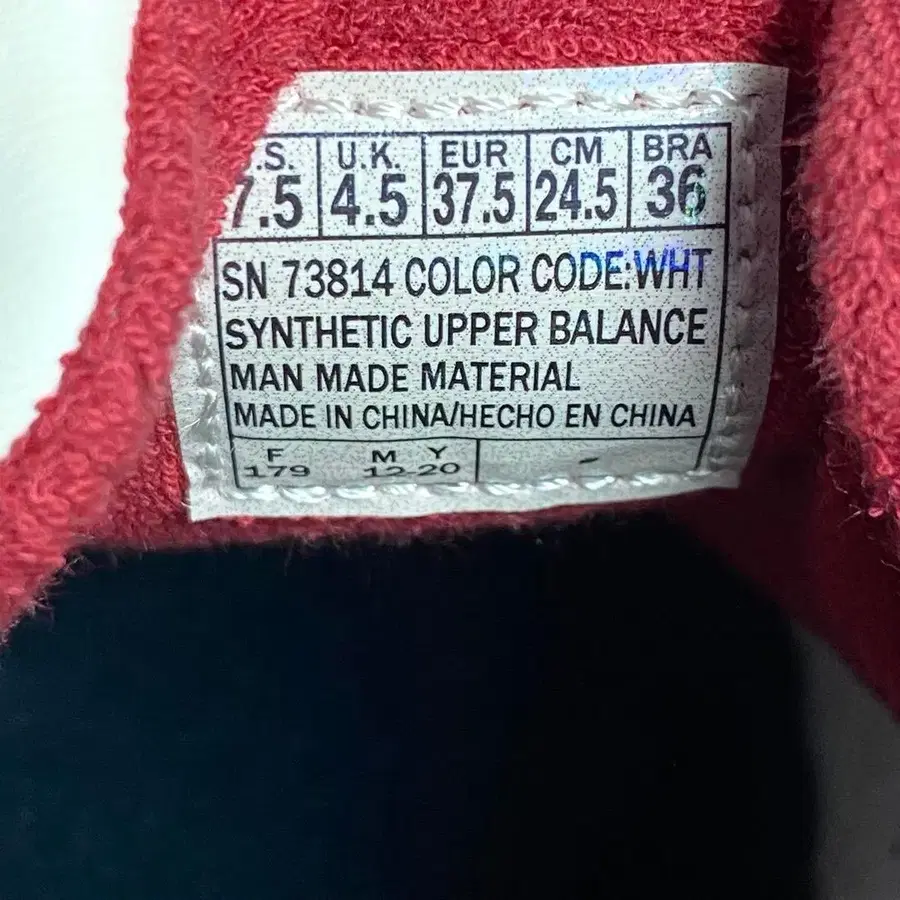 .S. U.K. EUR CM BRA
7.5 4.5 37.5 24.5 36
SN 73814 COLOR CODE:WHT
SYNTHETIC UPPER BALANCE
MAN MADE MATERIAL
MADE IN CHINA/HECHO EN CHINA
F M Y
179 12-20 -